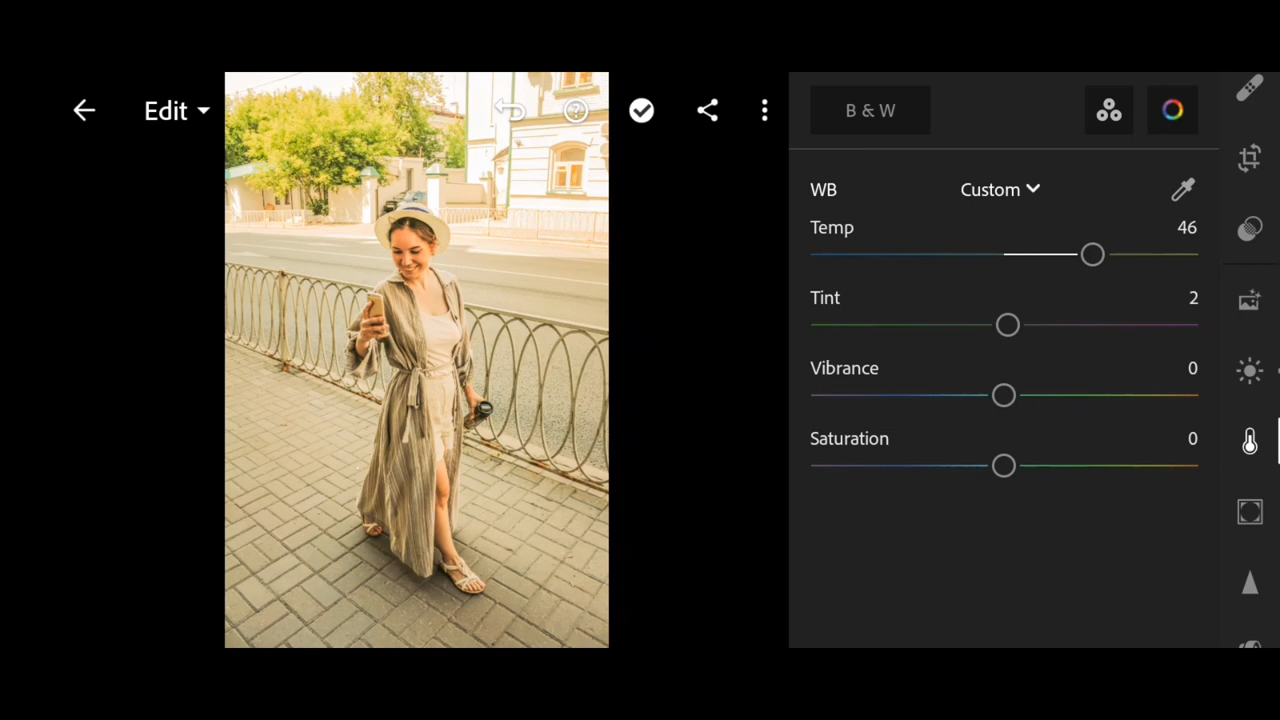 Edit
B & W
WB Custom
Temp 46
Tint 2
Vibrance 0
Saturation 0